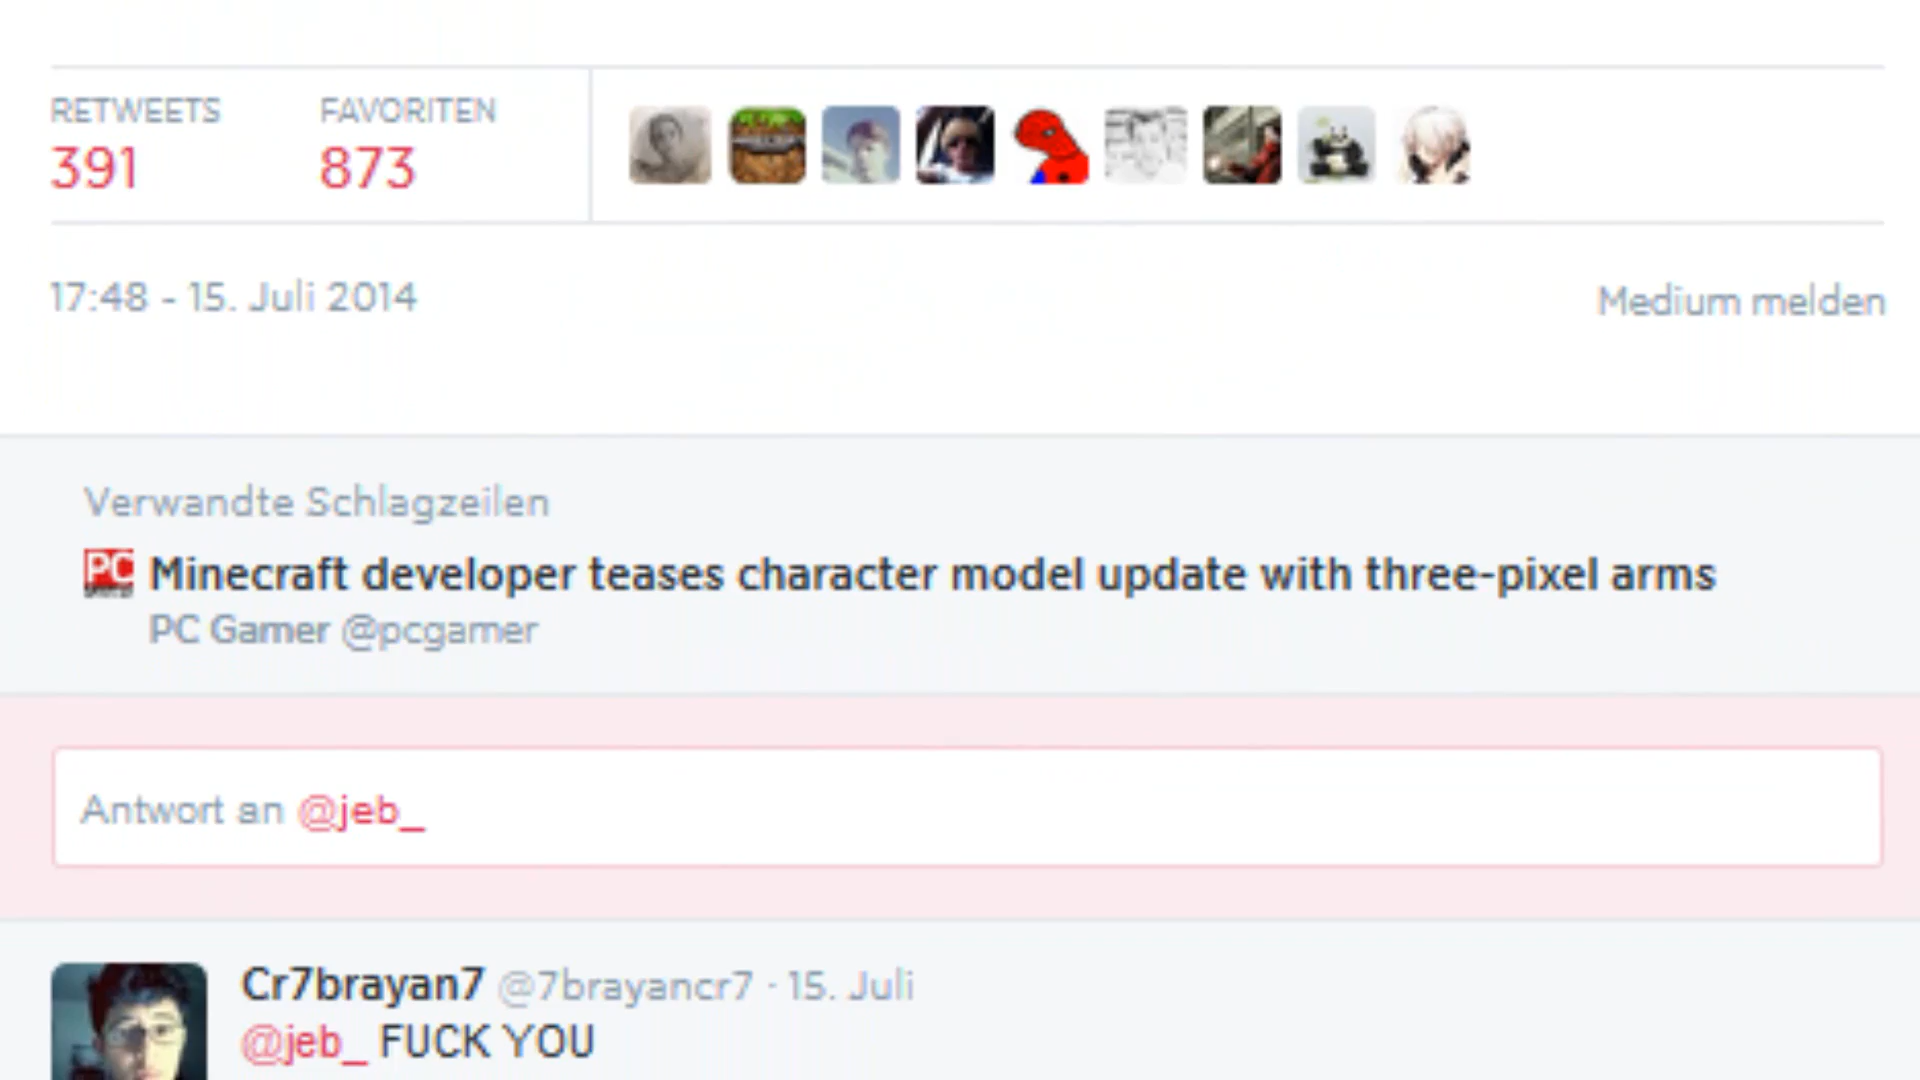 RETWEETS FAVORITEN
391 873
17:48 - 15. Juli 2014 Medium melden
Verwandte Schlagzeilen
PC Minecraft developer teases character model update with three-pixel arms
PC Gamer @pcgamer
Antwort an @jeb_
Cr7brayan7 @7brayancr7 · 15. Juli
@jeb_ FUCK YOU